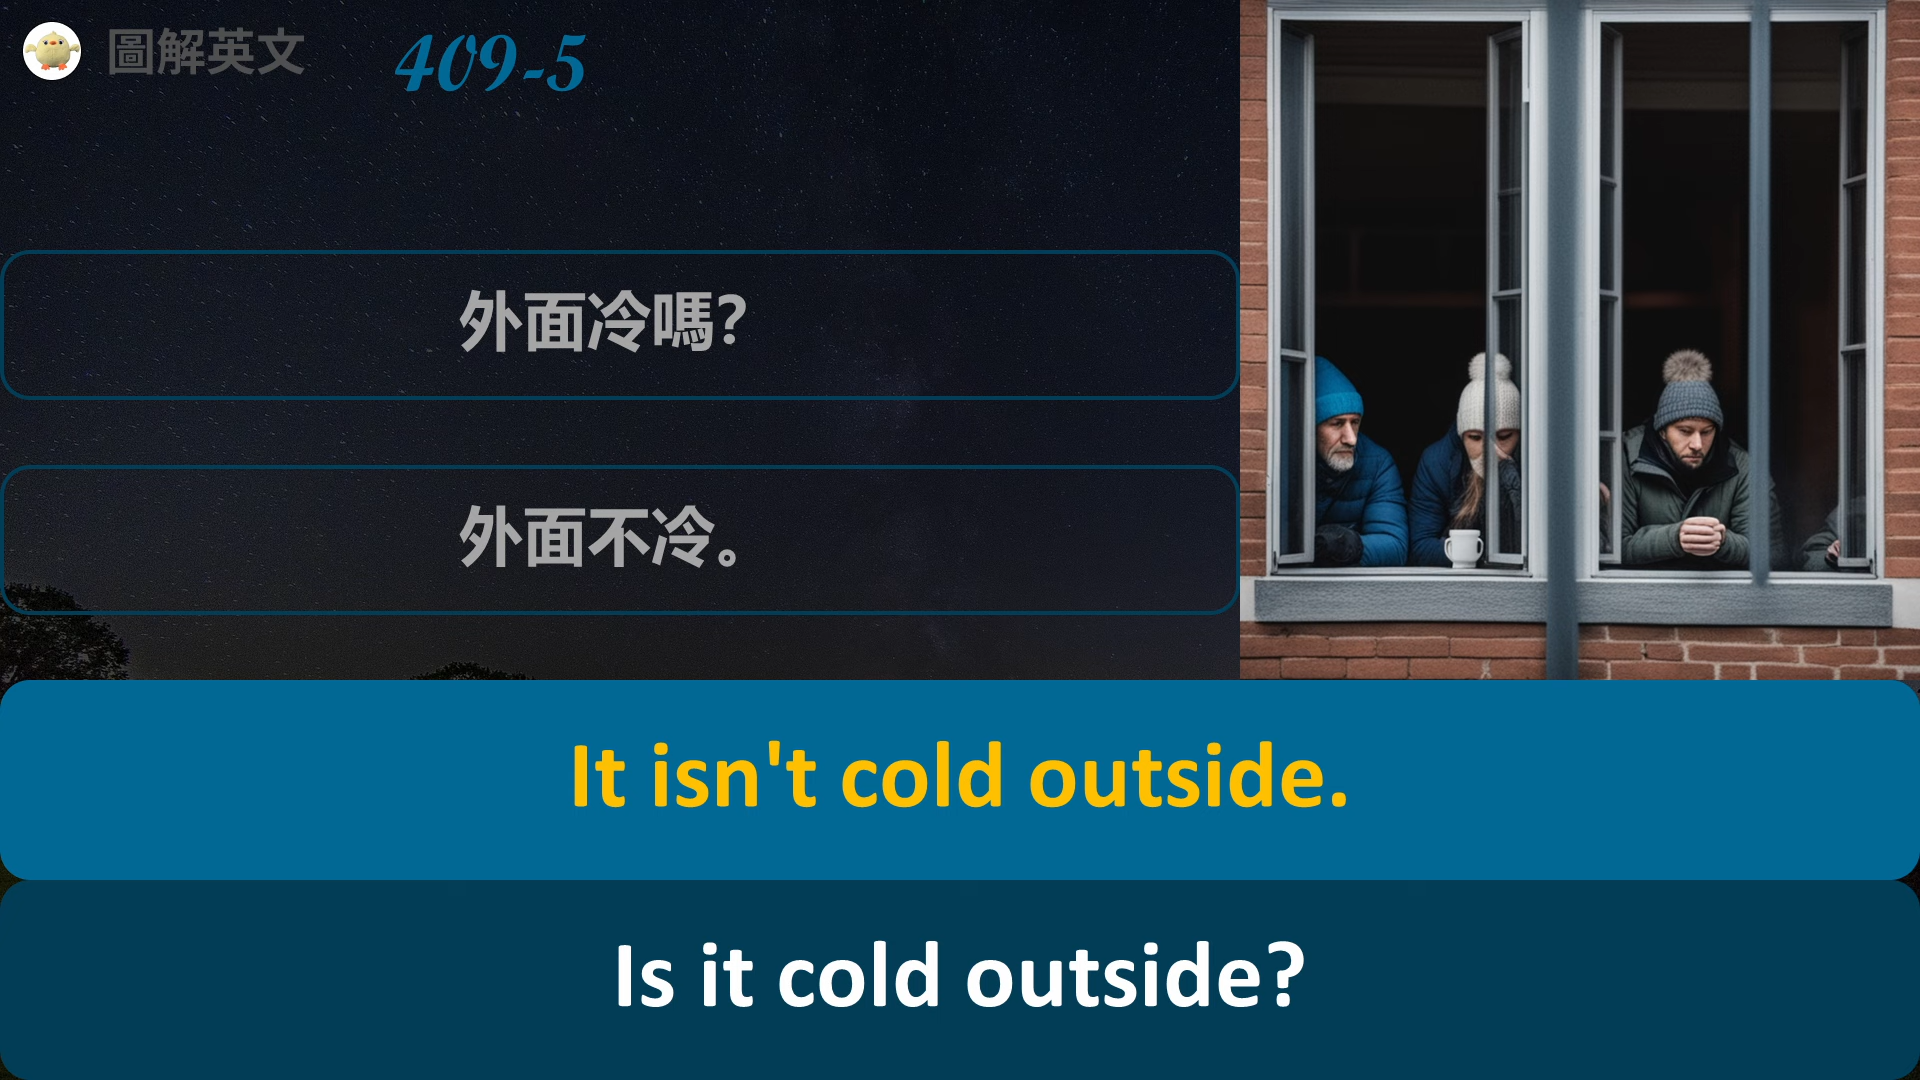 圖解英文
409-5
外面冷嗎?
外面不冷。
It isn't cold outside.
Is it cold outside?